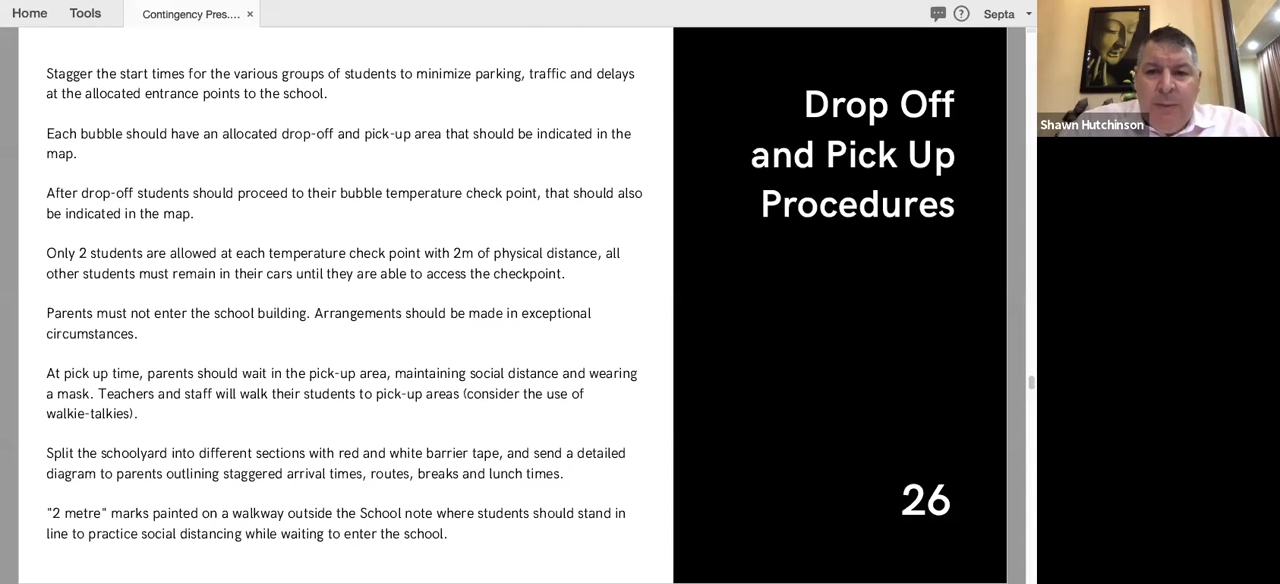 Home Tools Contingency Pres.... × ? Septa
Stagger the start times for the various groups of students to minimize parking, traffic and delays
at the allocated entrance points to the school.
Each bubble should have an allocated drop-off and pick-up area that should be indicated in the
map.
After drop-off students should proceed to their bubble temperature check point, that should also
be indicated in the map.
Only 2 students are allowed at each temperature check point with 2m of physical distance, all
other students must remain in their cars until they are able to access the checkpoint.
Parents must not enter the school building. Arrangements should be made in exceptional
circumstances.
At pick up time, parents should wait in the pick-up area, maintaining social distance and wearing
a mask. Teachers and staff will walk their students to pick-up areas (consider the use of
walkie-talkies).
Split the schoolyard into different sections with red and white barrier tape, and send a detailed
diagram to parents outlining staggered arrival times, routes, breaks and lunch times.
"2 metre" marks painted on a walkway outside the School note where students should stand in
line to practice social distancing while waiting to enter the school.
Drop Off
and Pick Up
Procedures
26
Shawn Hutchinson